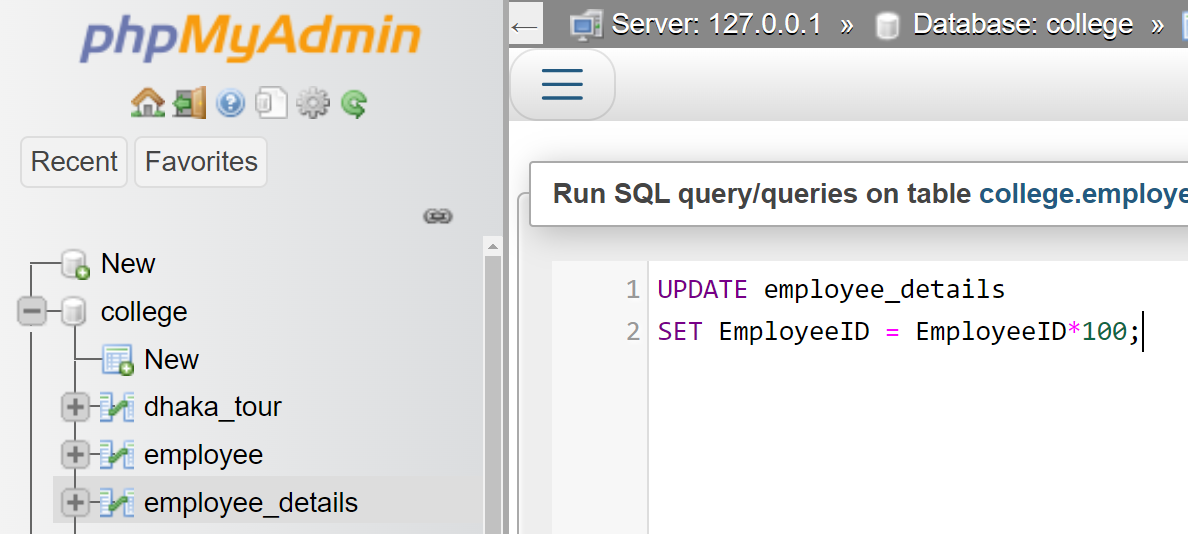 phpMyAdmin
Recent Favorites
New
college
New
dhaka_tour
employee
employee_details
← Server: 127.0.0.1 » Database: college »
Run SQL query/queries on table college.employe
1 UPDATE employee_details
2 SET EmployeeID = EmployeeID*100;